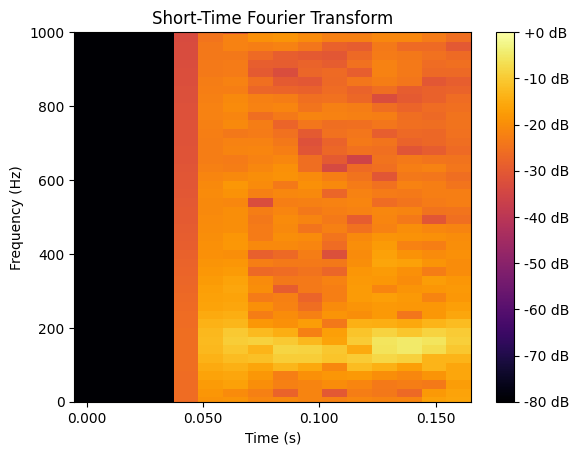 Short-Time Fourier Transform
1000
800
600
400
200
0
Frequency (Hz)
0.000
0.050
0.100
0.150
Time (s)
+0 dB
-10 dB
-20 dB
-30 dB
-40 dB
-50 dB
-60 dB
-70 dB
-80 dB